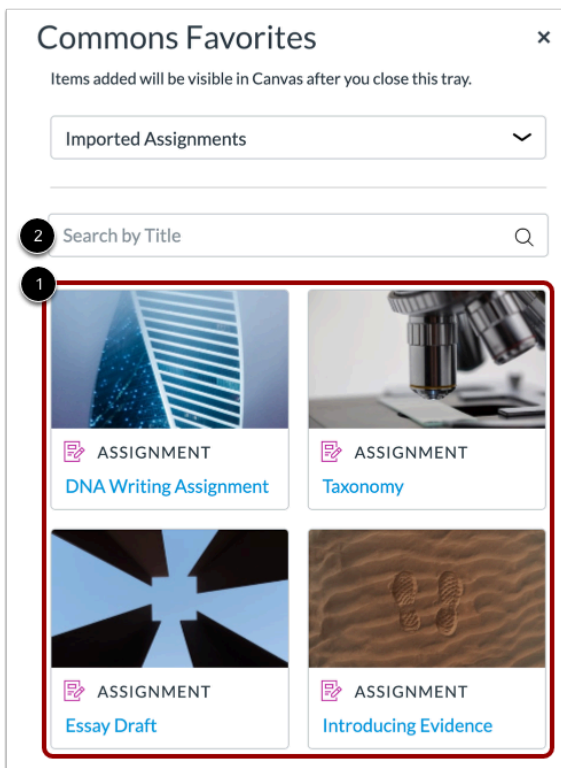 Commons Favorites
×
Items added will be visible in Canvas after you close this tray.
Imported Assignments
2
Search by Title
1
ASSIGNMENT
DNA Writing Assignment
ASSIGNMENT
Taxonomy
ASSIGNMENT
Essay Draft
ASSIGNMENT
Introducing Evidence